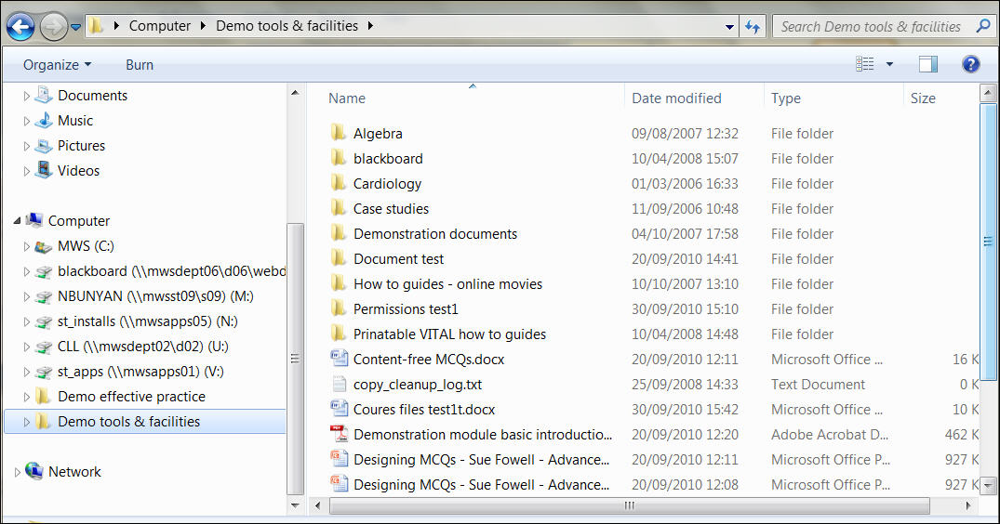 Computer Demo tools & facilities Search Demo tools & facilities
Organize Burn
Documents
Music
Pictures
Videos
Computer
MWS (C:)
blackboard (\\mwsdept06\d06\webd
NBUNYAN (\\mwsst09\s09) (M:)
st_installs (\\mwsapps05) (N:)
CLL (\\mwsdept02\d02) (U:)
st_apps (\\mwsapps01) (V:)
Demo effective practice
Demo tools & facilities
Network
Name Date modified Type Size
Algebra 09/08/2007 12:32 File folder
blackboard 10/04/2008 15:07 File folder
Cardiology 01/03/2006 16:33 File folder
Case studies 11/09/2006 10:48 File folder
Demonstration documents 04/10/2007 17:58 File folder
Document test 20/09/2010 14:41 File folder
How to guides - online movies 10/10/2007 13:10 File folder
Permissions test1 30/09/2010 15:10 File folder
Prinatable VITAL how to guides 10/04/2008 14:48 File folder
Content-free MCQs.docx 20/09/2010 12:11 Microsoft Office ... 16 K
copy_cleanup_log.txt 25/09/2008 14:33 Text Document 0 K
Coures files test1t.docx 30/09/2010 15:42 Microsoft Office ... 10 K
Demonstration module basic introductio... 20/09/2010 12:20 Adobe Acrobat D... 462 K
Designing MCQs - Sue Fowell - Advance... 20/09/2010 12:11 Microsoft Office P... 927 K
Designing MCQs - Sue Fowell - Advance... 20/09/2010 12:08 Microsoft Office P... 927 K